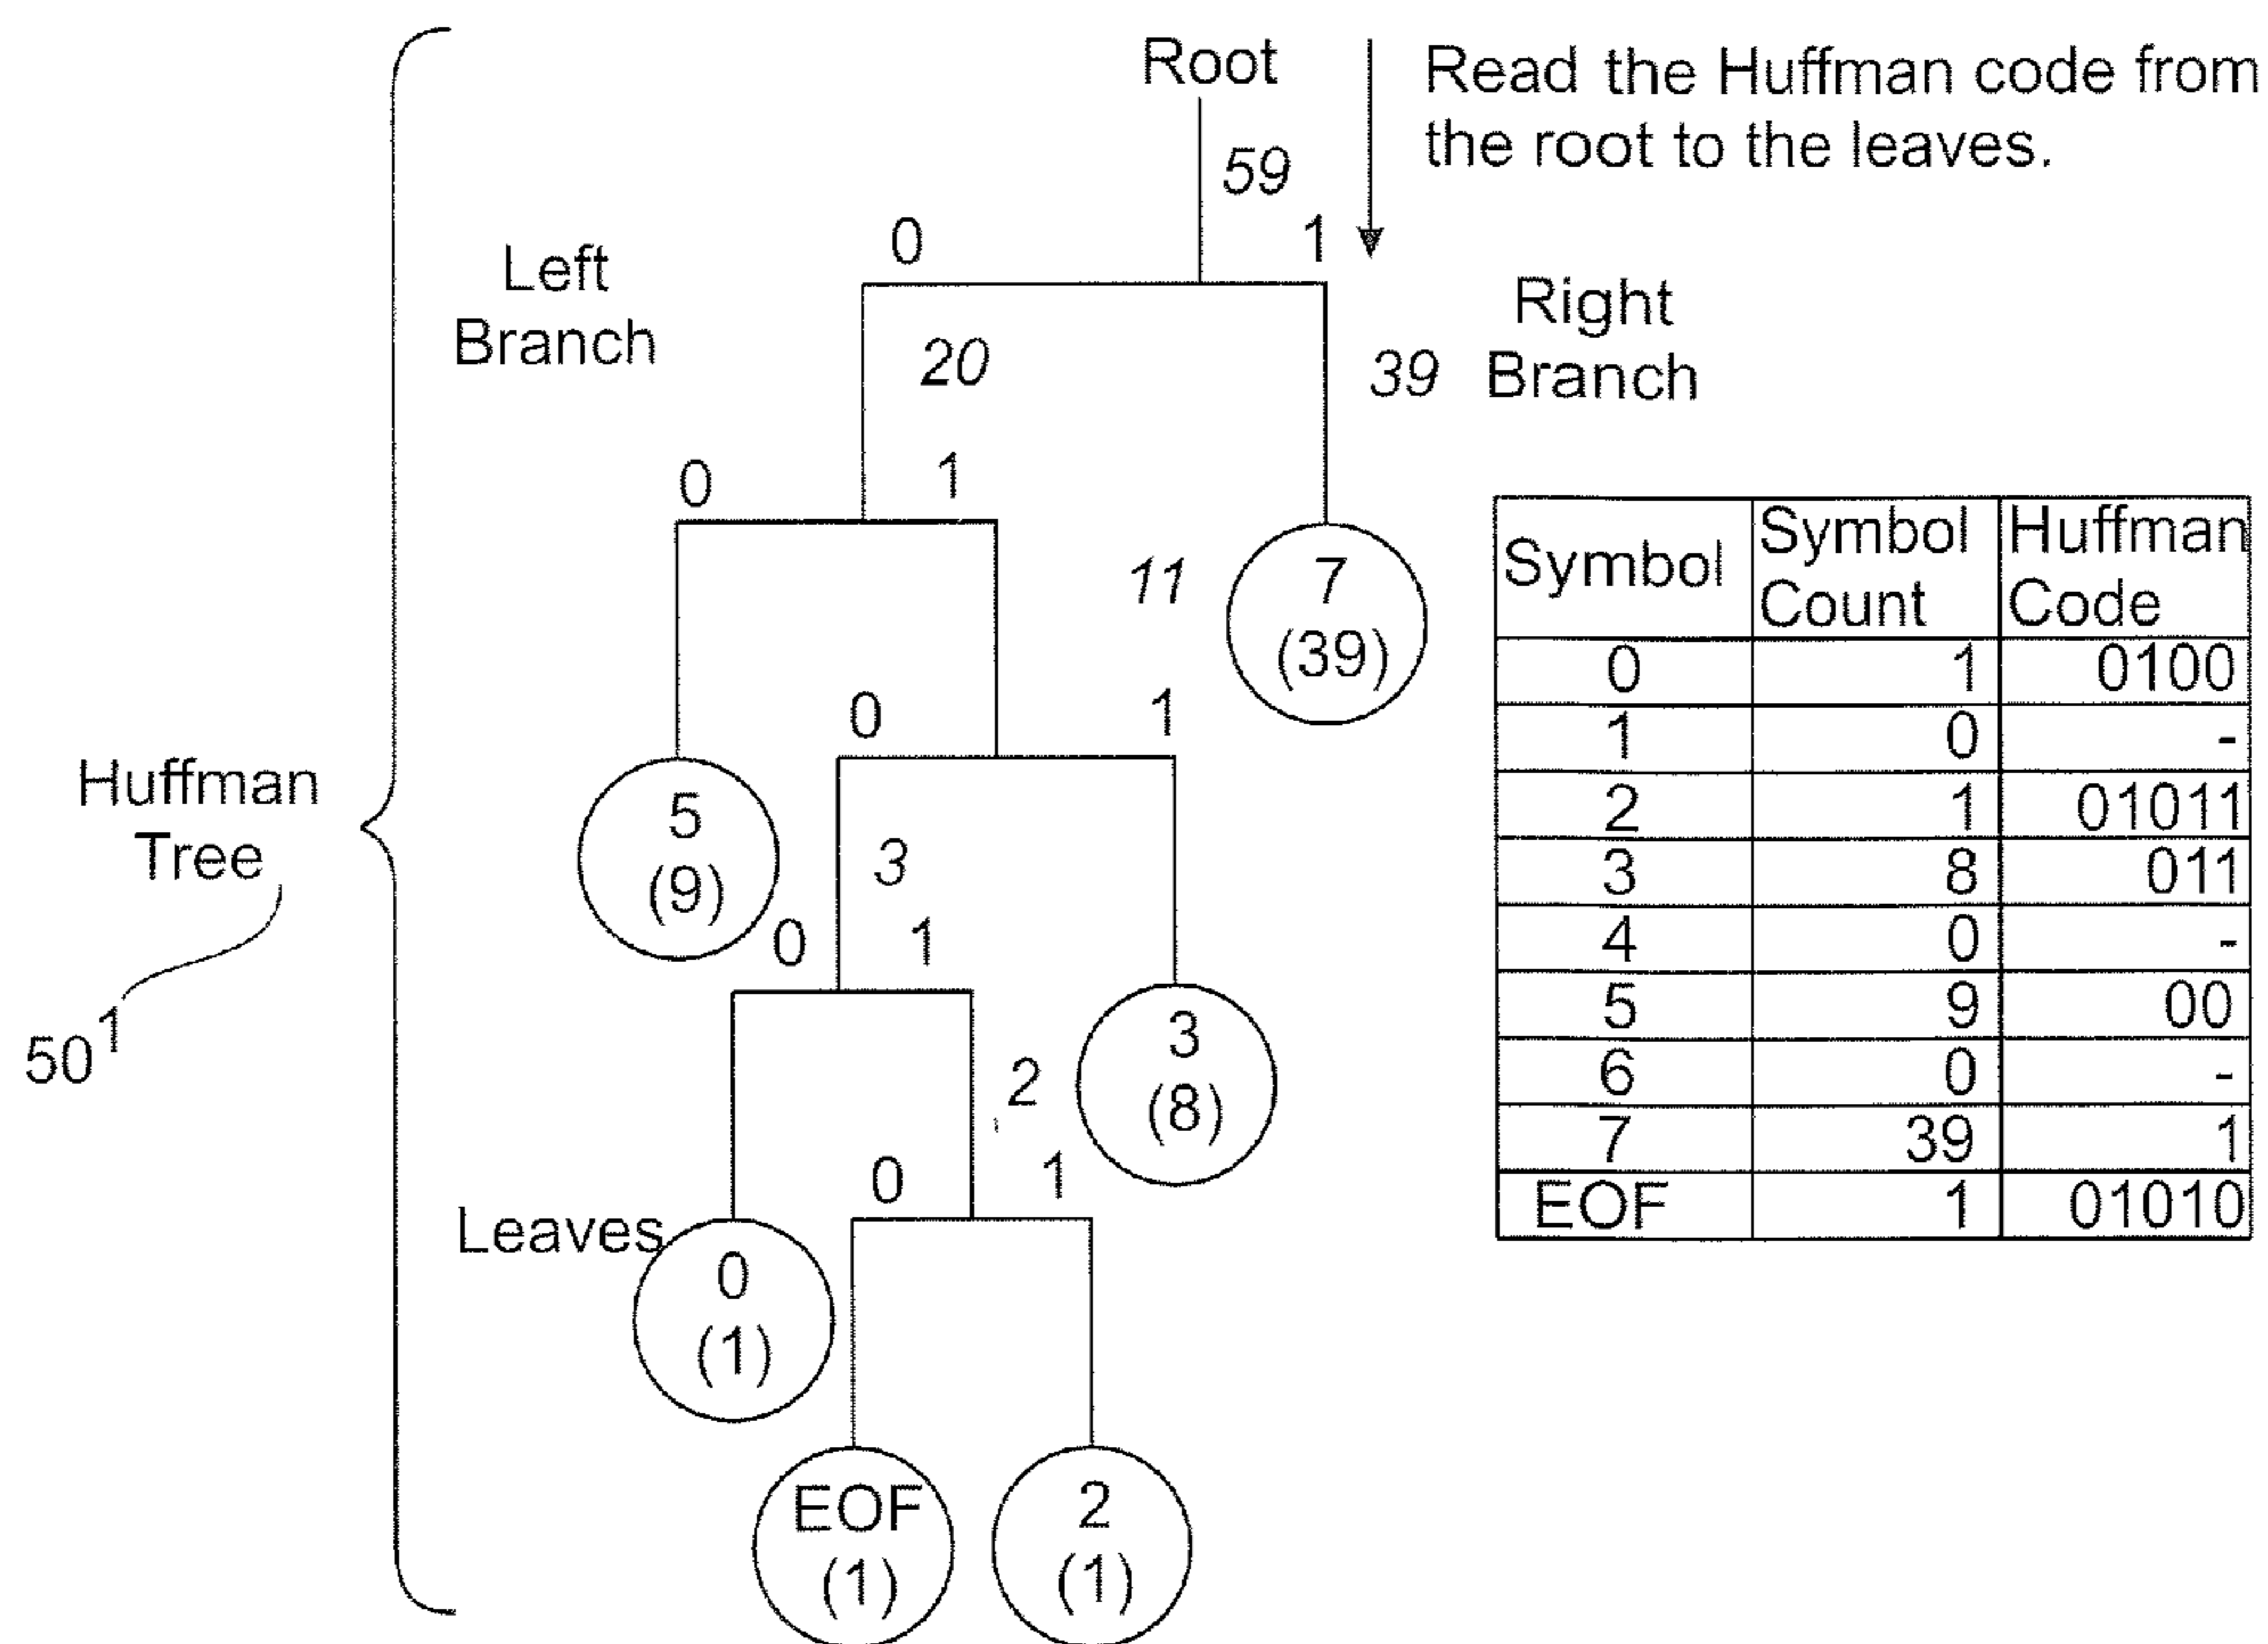 Root
Read the Huffman code from
the root to the leaves.
59
0
1
Left
Branch
Right
Branch
20
39
0
1
11
7
(39)
0
1
Huffman
Tree
501
5
(9)
3
0
1
3
(8)
2
0
1
Leaves
0
(1)
EOF
(1)
2
(1)
Symbol Symbol Count Huffman Code
0 1 0100
1 0 -
2 1 01011
3 8 011
4 0 -
5 9 00
6 0 -
7 39 1
EOF 1 01010